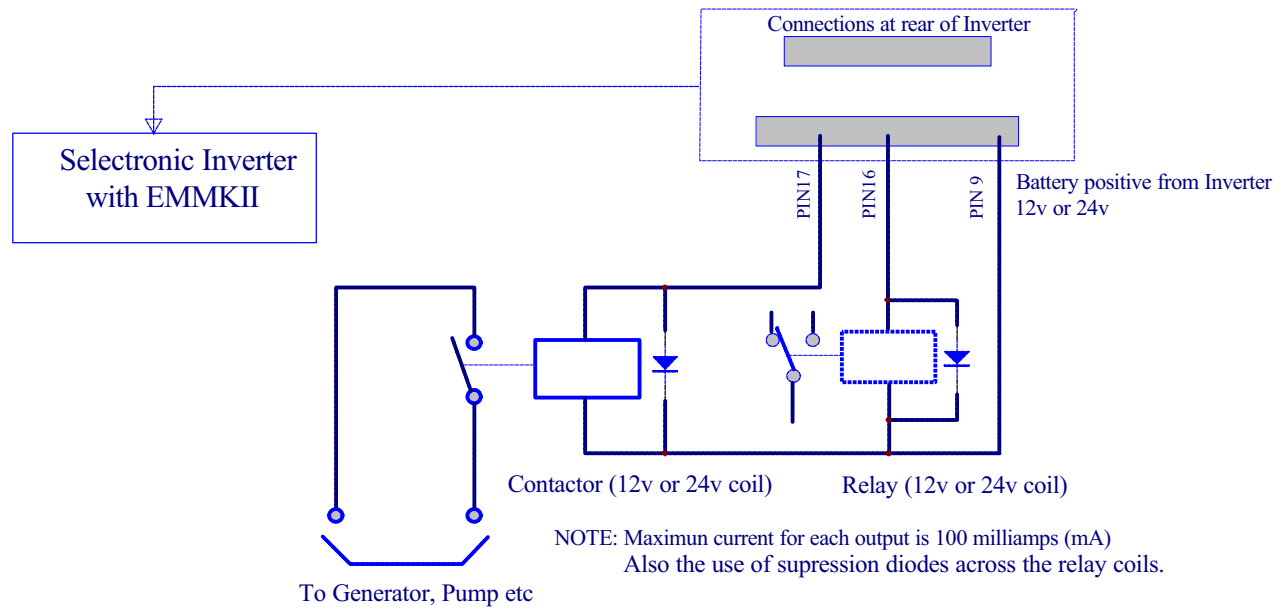 Connections at rear of Inverter
Selectronic Inverter
with EMMKII
PIN17
PIN16
PIN 9
Battery positive from Inverter
12v or 24v
Contactor (12v or 24v coil)
Relay (12v or 24v coil)
NOTE: Maximun current for each output is 100 milliamps (mA)
Also the use of supression diodes across the relay coils.
To Generator, Pump etc